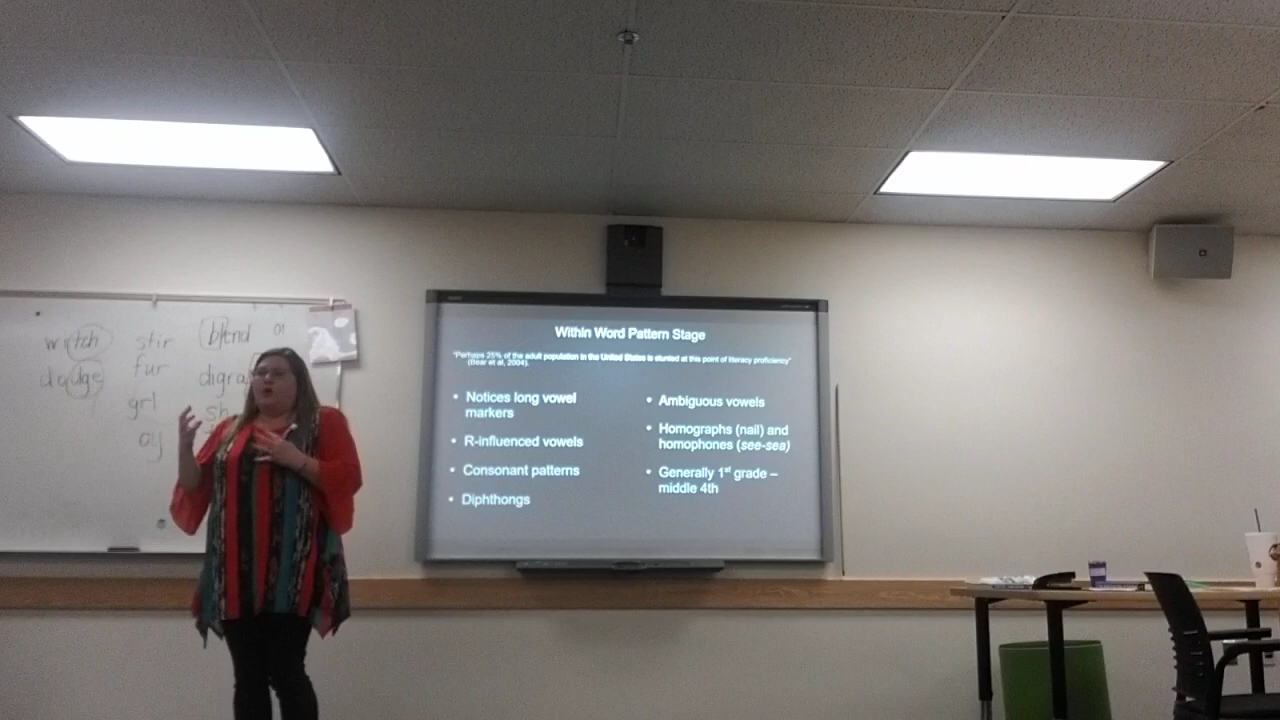 witch
dodge
stir
fur
grl
oy
blend
oi
digra
sh
Within Word Pattern Stage
"Perhaps 25% of the adult population in the United States is stunted at this point of literacy proficiency"
(Bear et al, 2004).
• Notices long vowel
markers
• R-influenced vowels
• Consonant patterns
• Diphthongs
• Ambiguous vowels
• Homographs (nail) and
homophones (see-sea)
• Generally 1st grade –
middle 4th